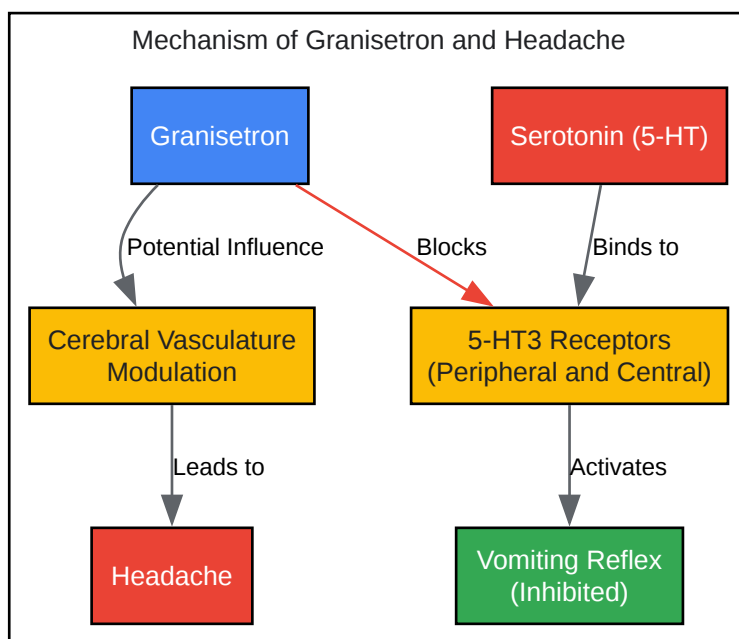 Mechanism of Granisetron and Headache
Granisetron
Serotonin (5-HT)
Potential Influence
Blocks
Binds to
Cerebral Vasculature
Modulation
5-HT3 Receptors
(Peripheral and Central)
Leads to
Activates
Headache
Vomiting Reflex
(Inhibited)